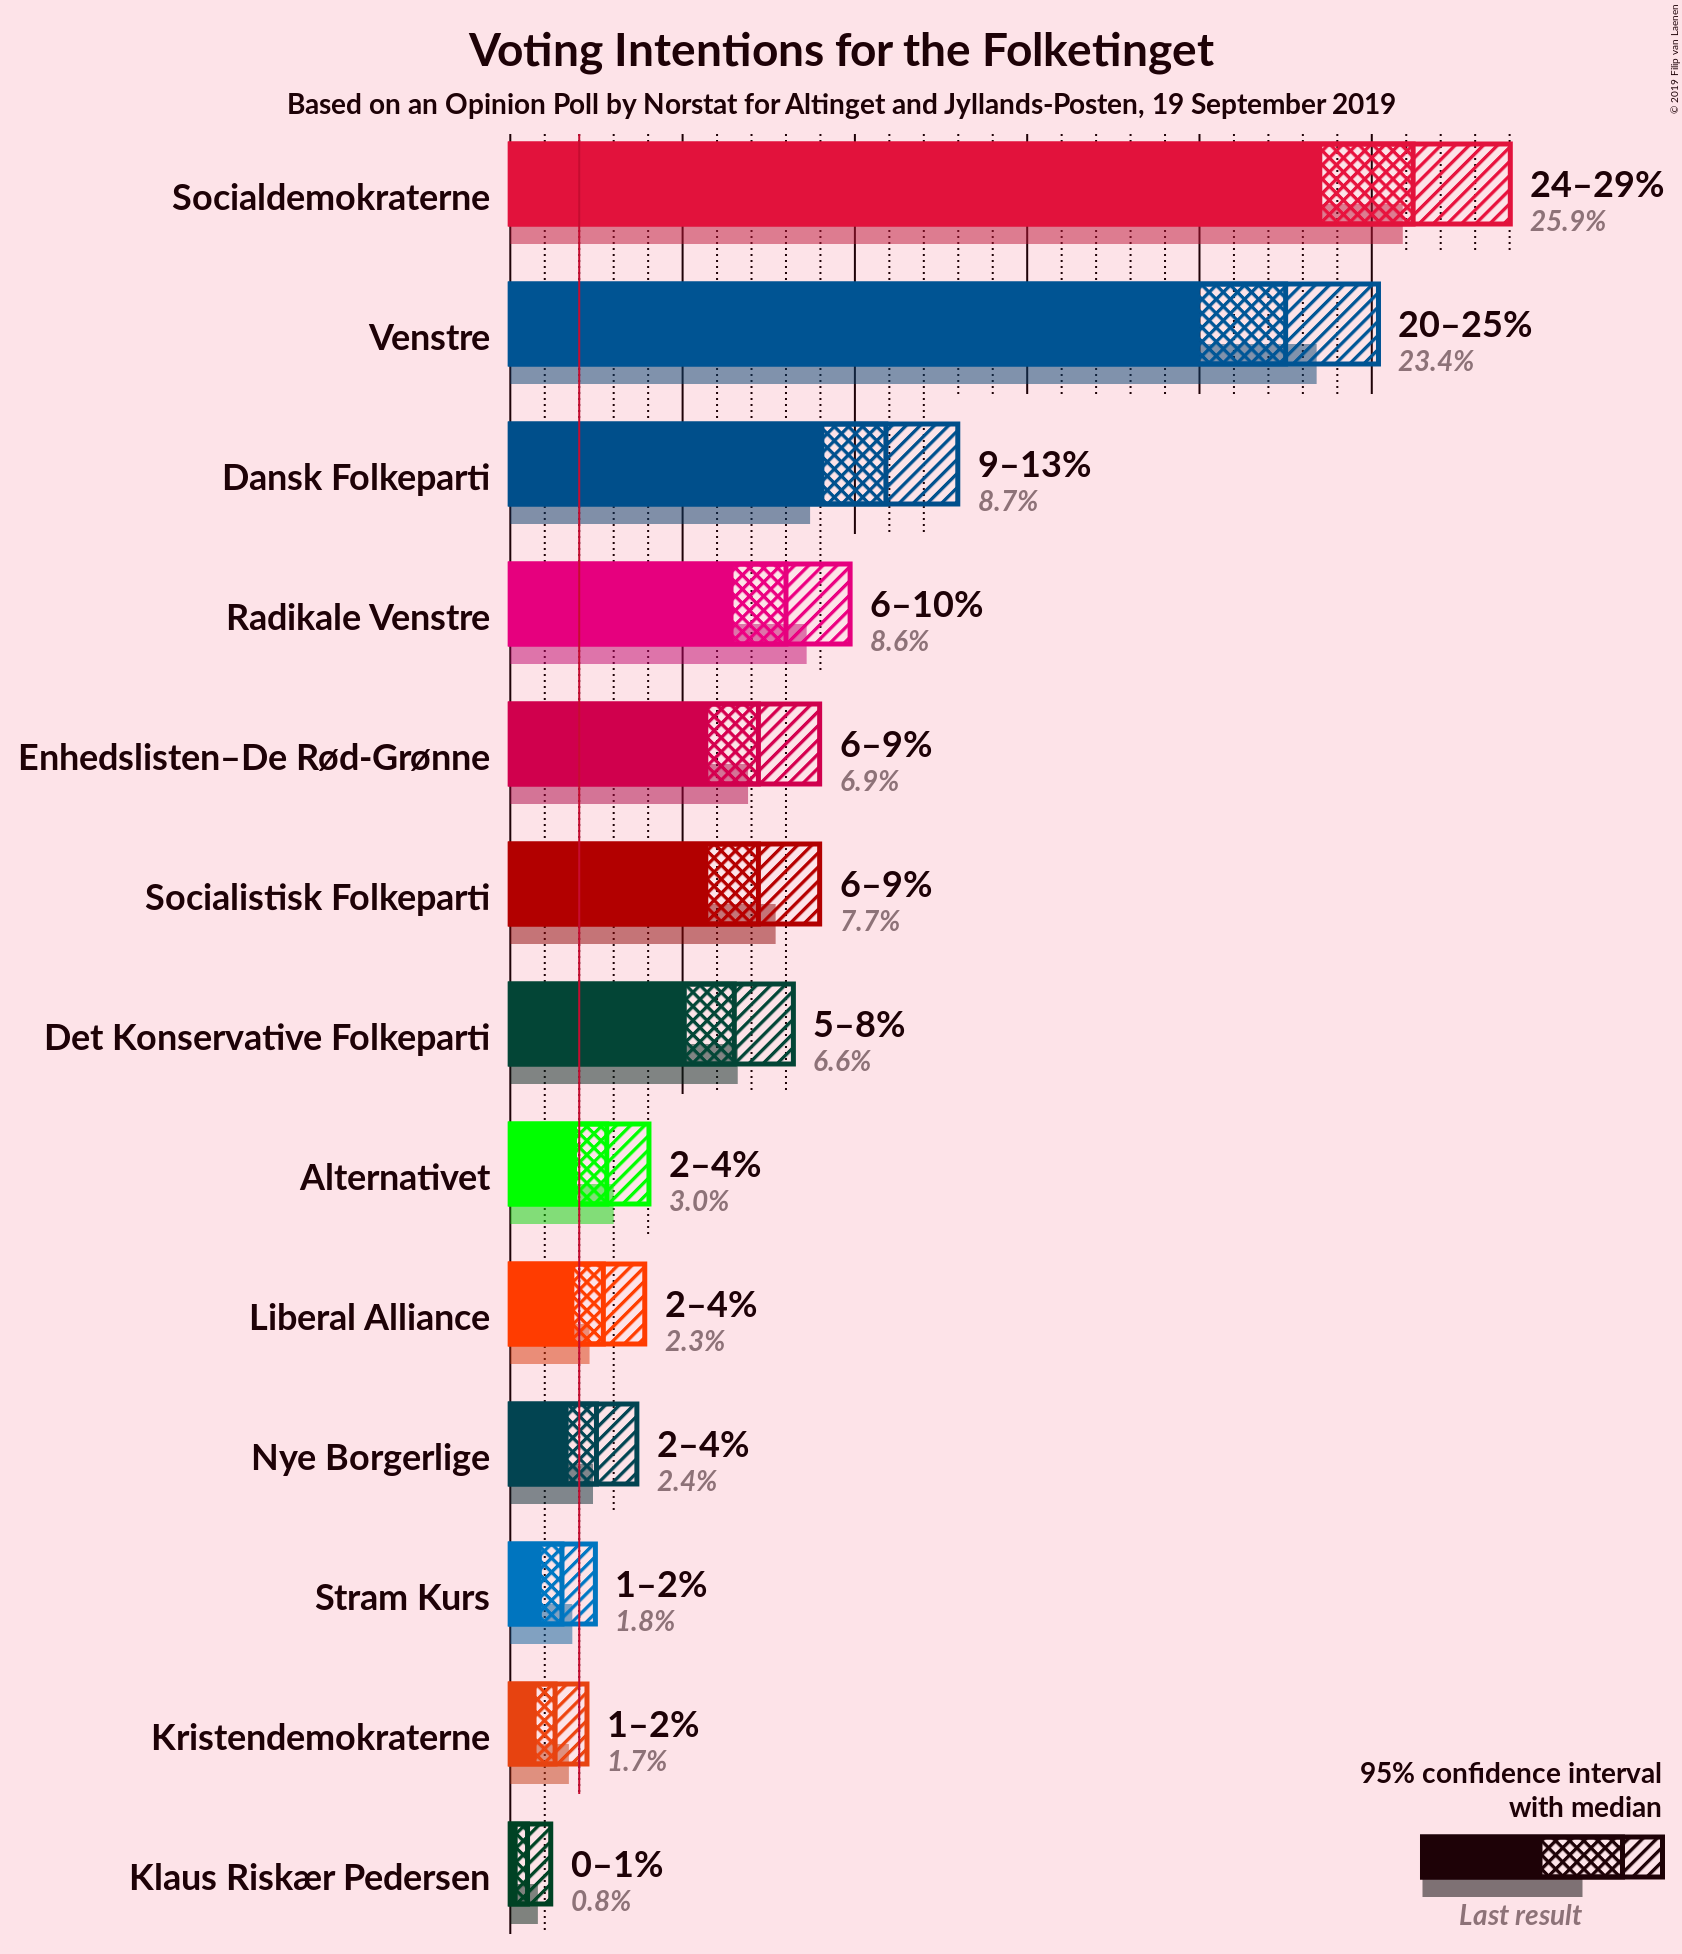 © 2019 Filip van Laenen
Voting Intentions for the Folketinget
Based on an Opinion Poll by Norstat for Altinget and Jyllands-Posten, 19 September 2019
Socialdemokraterne
24–29%
25.9%
Venstre
20–25%
23.4%
Dansk Folkeparti
9–13%
8.7%
Radikale Venstre
6–10%
8.6%
Enhedslisten–De Rød-Grønne
6–9%
6.9%
Socialistisk Folkeparti
6–9%
7.7%
Det Konservative Folkeparti
5–8%
6.6%
Alternativet
2–4%
3.0%
Liberal Alliance
2–4%
2.3%
Nye Borgerlige
2–4%
2.4%
Stram Kurs
1–2%
1.8%
Kristendemokraterne
1–2%
1.7%
Klaus Riskær Pedersen
0–1%
0.8%
95% confidence interval
with median
Last result